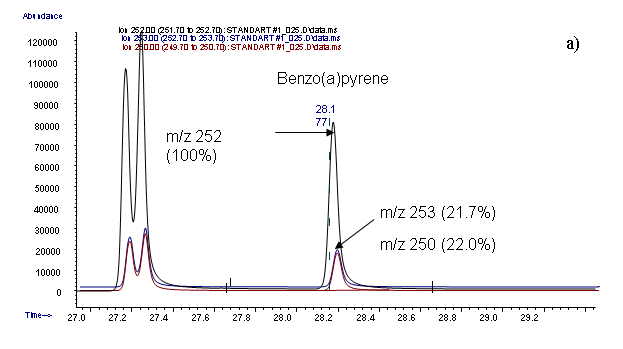 Abundance
Ion 252.00 (251.70 to 252.70): STANDART #1_025.D\data.ms
Ion 253.00 (252.70 to 253.70): STANDART #1_025.D\data.ms
Ion 250.00 (249.70 to 250.70): STANDART #1_025.D\data.ms
a)
120000
110000
100000
90000
80000
70000
60000
50000
40000
30000
20000
10000
0
Benzo(a)pyrene
28.1
77
m/z 252
(100%)
m/z 253 (21.7%)
m/z 250 (22.0%)
Time-->
27.0 27.2 27.4 27.6 27.8 28.0 28.2 28.4 28.6 28.8 29.0 29.2